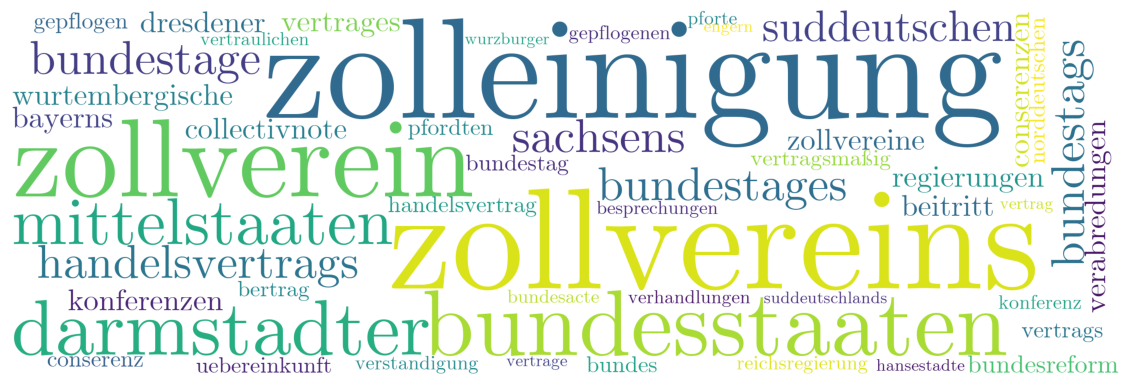 gepflogen dresdener vertrages vertraulichen wurzburger gepflogenen pforte engern suddeutschen
bundestage zolleinigung conserenzen norddeutschen
wurtembergische bundestags
bayerns collectivnote pfordten sachsens zollvereine
zollverein bundestag vertragsmaßig
bundestages regierungen
mittelstaaten handelsvertrag besprechungen beitritt vertrag verabredungen
zollvereins
handelsvertrags
bertrag
konferenzen bundesacte verhandlungen suddeutschlands konferenz
darmstadter bundesstaaten vertrags
conserenz uebereinkunft verstandigung vertrage bundes reichsregierung hansestadte bundesreform